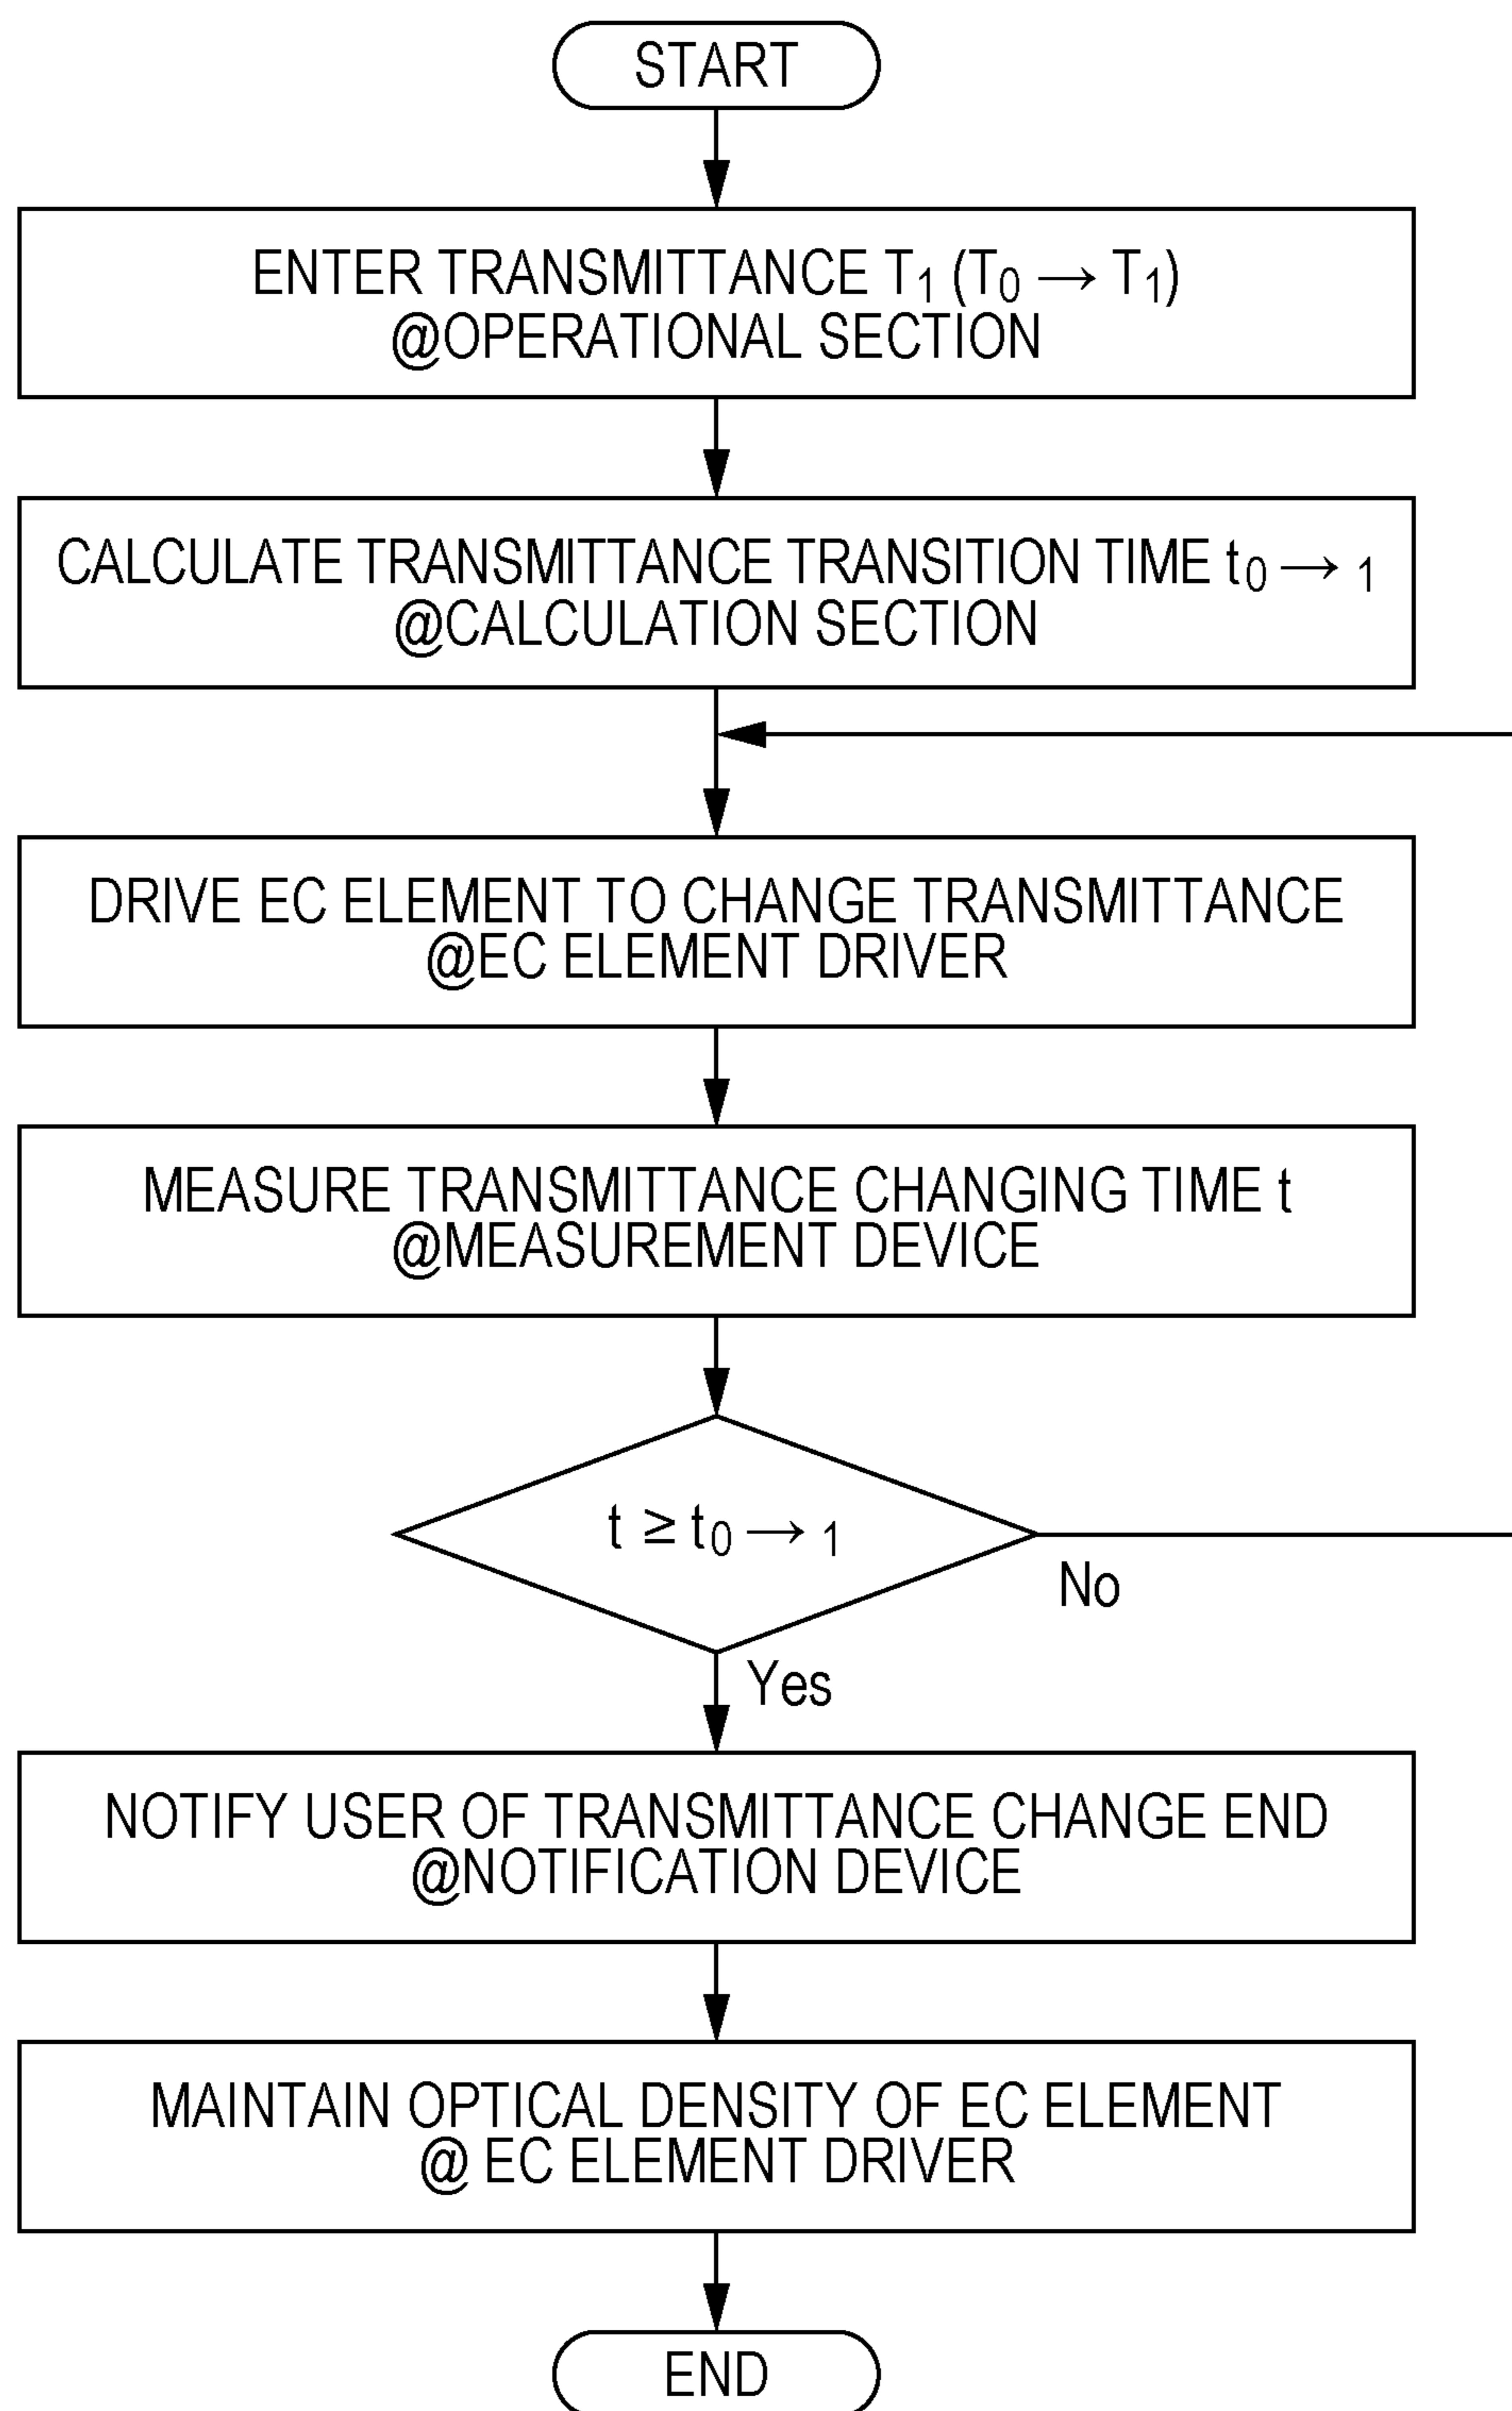 START
ENTER TRANSMITTANCE T₁ (T₀ → T₁)
@OPERATIONAL SECTION
CALCULATE TRANSMITTANCE TRANSITION TIME t₀ → ₁
@CALCULATION SECTION
DRIVE EC ELEMENT TO CHANGE TRANSMITTANCE
@EC ELEMENT DRIVER
MEASURE TRANSMITTANCE CHANGING TIME t
@MEASUREMENT DEVICE
t ≥ t₀ → ₁
No
Yes
NOTIFY USER OF TRANSMITTANCE CHANGE END
@NOTIFICATION DEVICE
MAINTAIN OPTICAL DENSITY OF EC ELEMENT
@ EC ELEMENT DRIVER
END